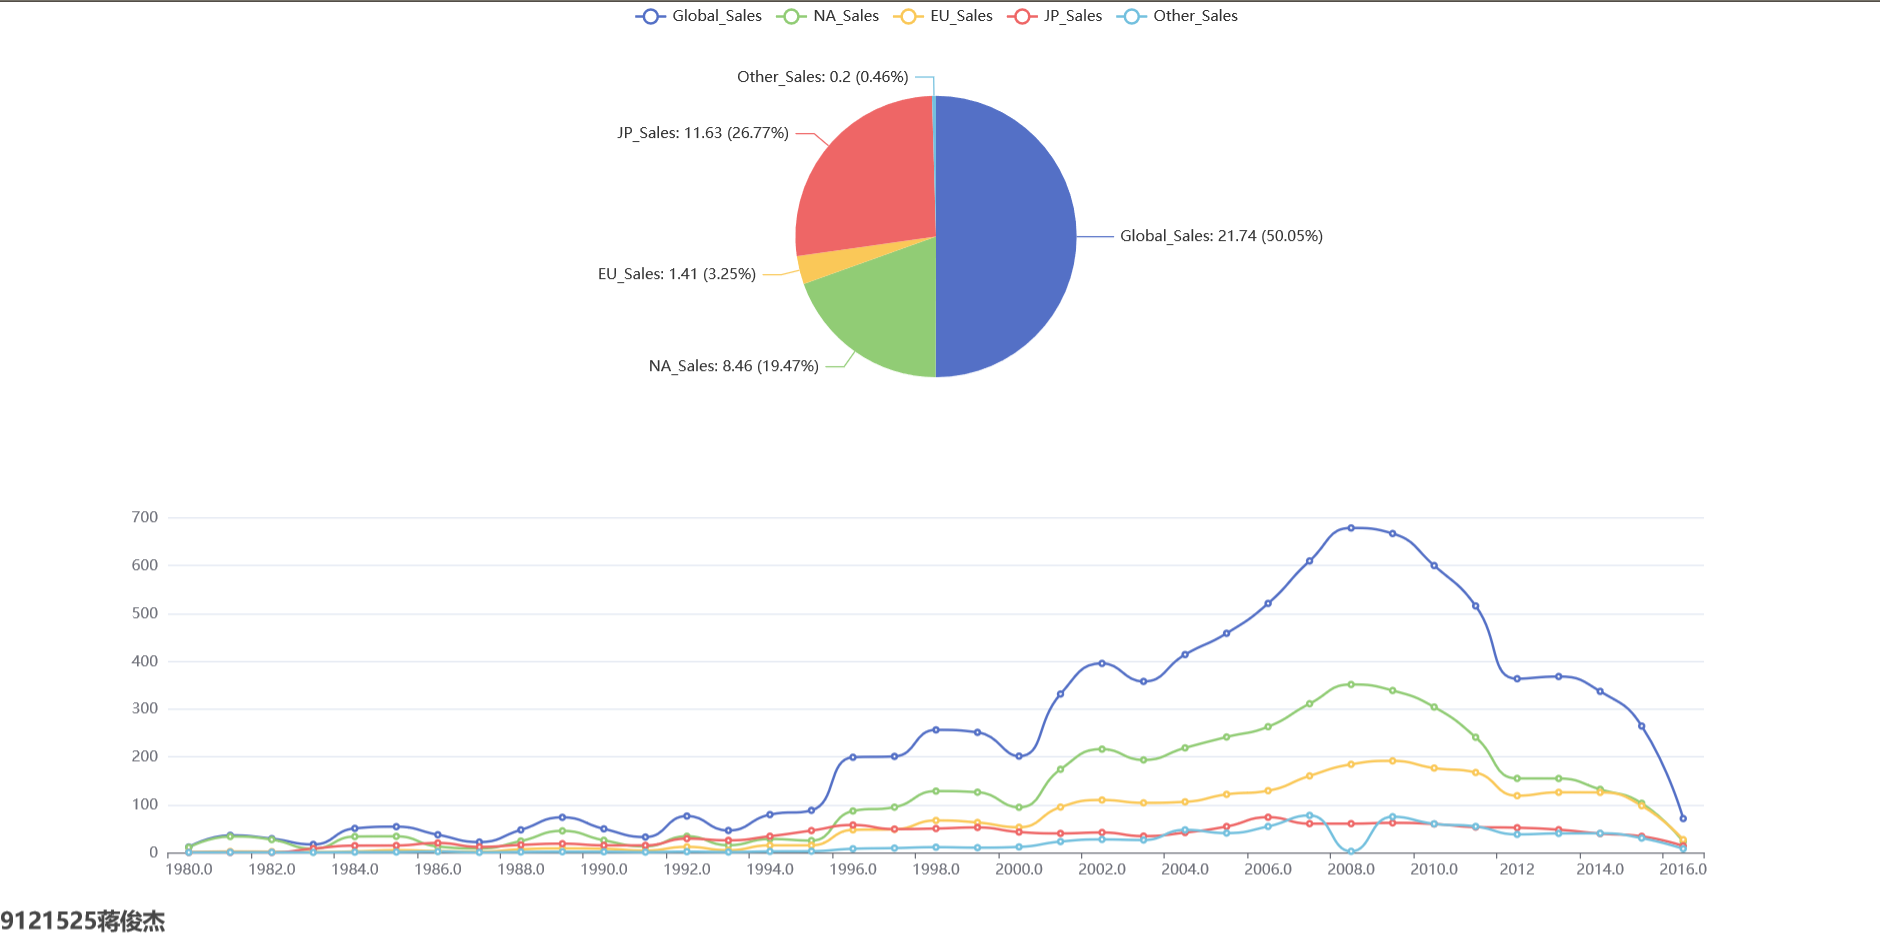 Global_Sales NA_Sales EU_Sales JP_Sales Other_Sales
Other_Sales: 0.2 (0.46%)
JP_Sales: 11.63 (26.77%)
Global_Sales: 21.74 (50.05%)
EU_Sales: 1.41 (3.25%)
NA_Sales: 8.46 (19.47%)
700
600
500
400
300
200
100
0
1980.0 1982.0 1984.0 1986.0 1988.0 1990.0 1992.0 1994.0 1996.0 1998.0 2000.0 2002.0 2004.0 2006.0 2008.0 2010.0 2012 2014.0 2016.0
9121525蒋俊杰